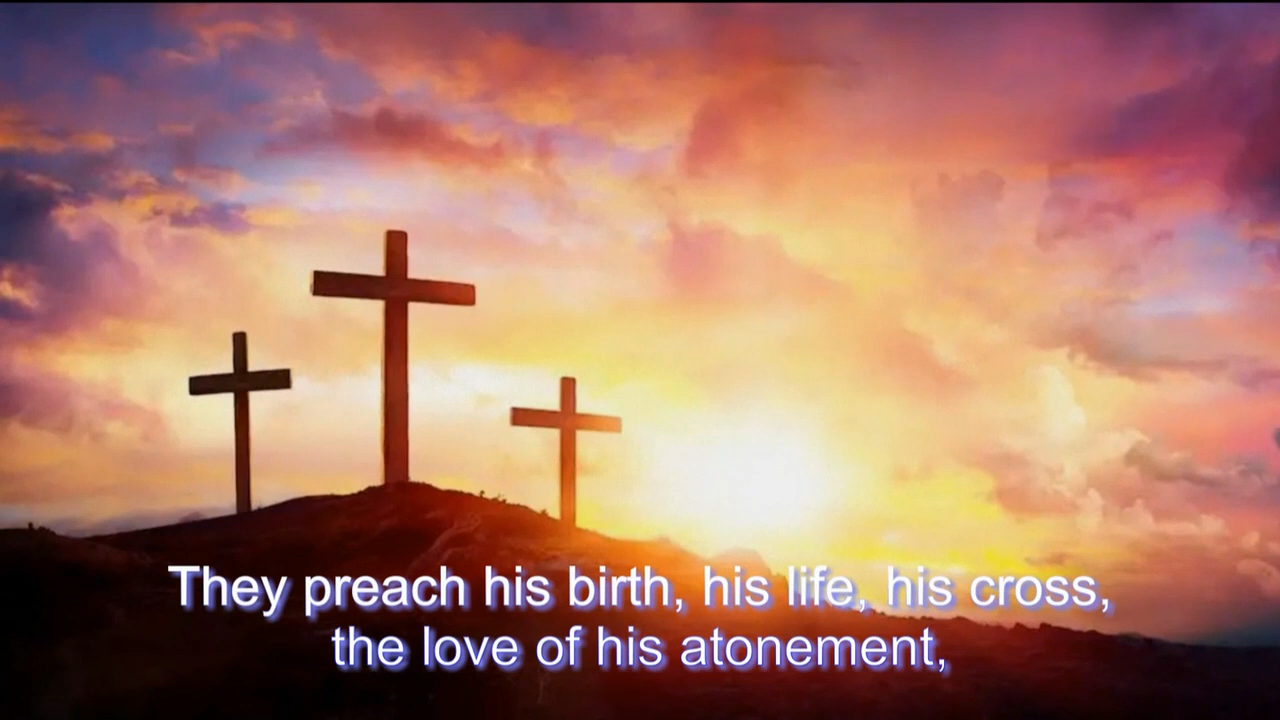 They preach his birth, his life, his cross,
the love of his atonement,